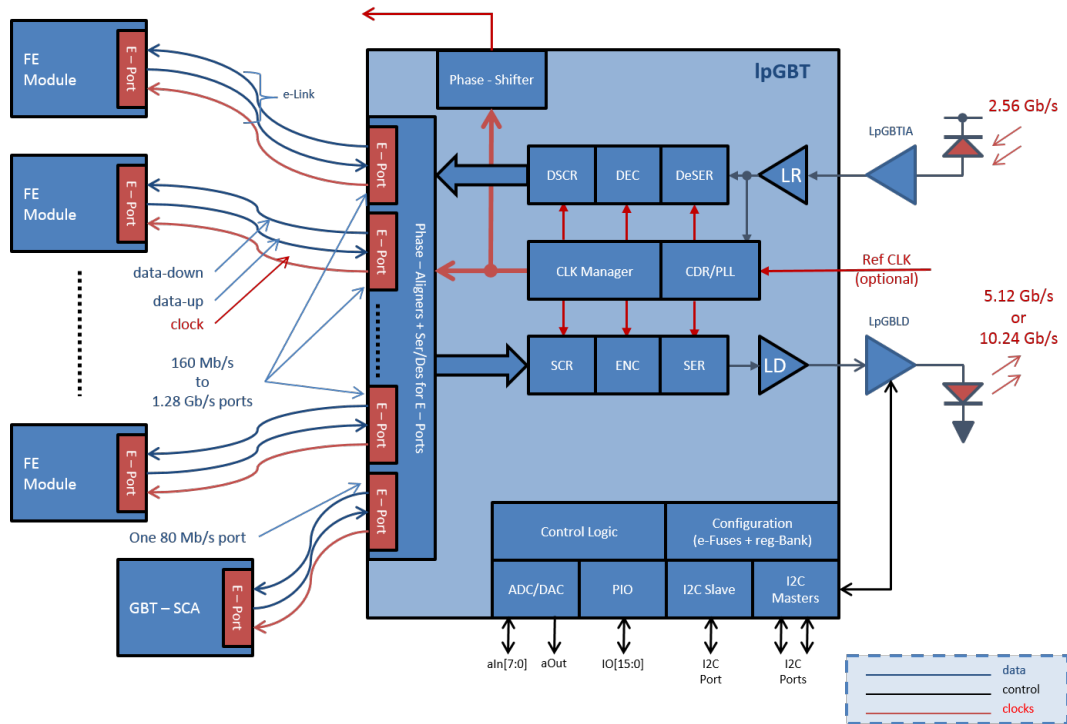 FE
Module
E – Port
e-Link
FE
Module
E – Port
data-down
data-up
clock
160 Mb/s
to
1.28 Gb/s ports
FE
Module
E – Port
One 80 Mb/s port
GBT – SCA
E – Port
lpGBT
Phase - Shifter
E – Port
E – Port
E – Port
E – Port
Phase – Aligners + Ser/Des for E – Ports
DSCR
DEC
DeSER
LR
LpGBTIA
2.56 Gb/s
CLK Manager
CDR/PLL
Ref CLK
(optional)
SCR
ENC
SER
LD
LpGBLD
5.12 Gb/s
or
10.24 Gb/s
Control Logic
Configuration
(e-Fuses + reg-Bank)
ADC/DAC
PIO
I2C Slave
I2C
Masters
aIn[7:0]
aOut
IO[15:0]
I2C
Port
I2C
Ports
data
control
clocks